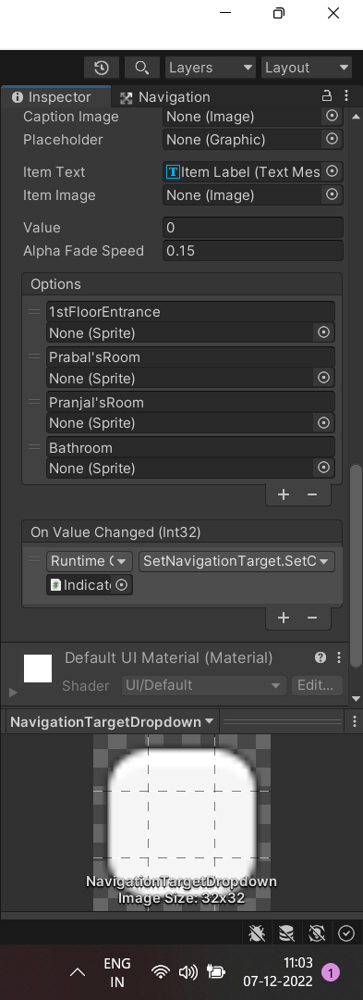 Layers
Layout
Inspector
Navigation
Caption Image None (Image)
Placeholder None (Graphic)
Item Text Item Label (Text Mes
Item Image None (Image)
Value 0
Alpha Fade Speed 0.15
Options
1stFloorEntrance
None (Sprite)
Prabal'sRoom
None (Sprite)
Pranjal'sRoom
None (Sprite)
Bathroom
None (Sprite)
On Value Changed (Int32)
Runtime SetNavigationTarget.SetC
Indicat
Default UI Material (Material)
Shader UI/Default Edit...
NavigationTargetDropdown
NavigationTargetDropdown
Image Size: 32x32
ENG 11:03
IN 07-12-2022 1